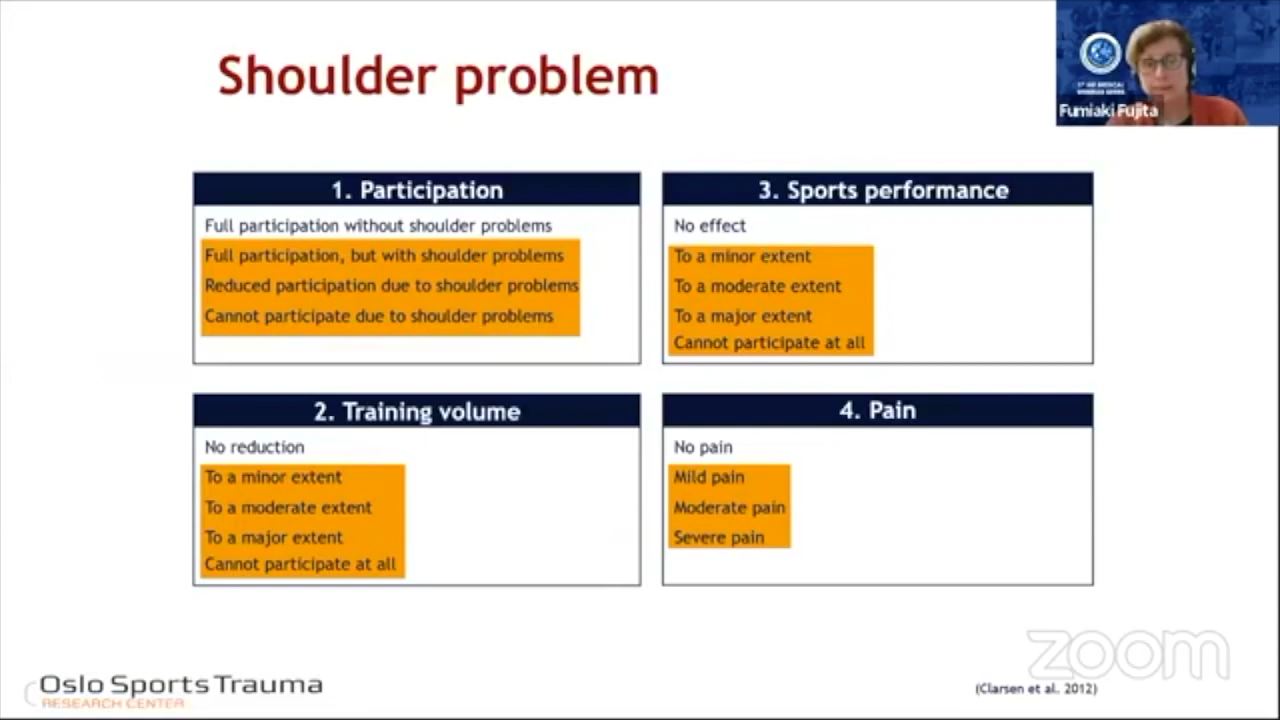 Shoulder problem
Fumiaki Fujita
1. Participation
Full participation without shoulder problems
Full participation, but with shoulder problems
Reduced participation due to shoulder problems
Cannot participate due to shoulder problems
3. Sports performance
No effect
To a minor extent
To a moderate extent
To a major extent
Cannot participate at all
2. Training volume
No reduction
To a minor extent
To a moderate extent
To a major extent
Cannot participate at all
4. Pain
No pain
Mild pain
Moderate pain
Severe pain
zoom
Oslo Sports Trauma
RESEARCH CENTER
(Clarsen et al. 2012)